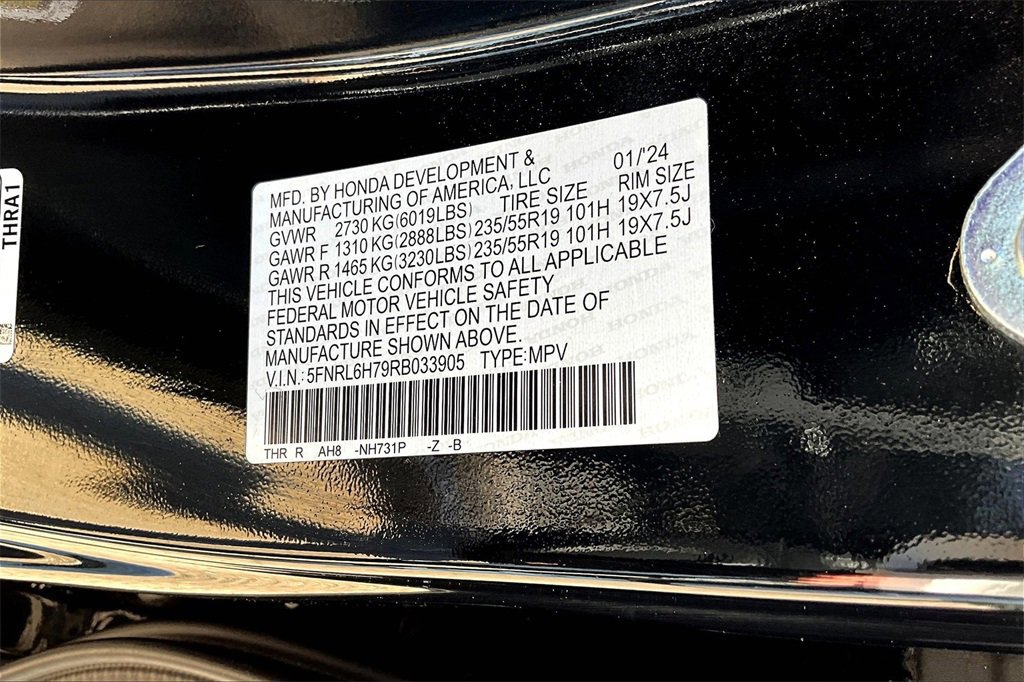 THRA1
MFD. BY HONDA DEVELOPMENT & 01/'24
MANUFACTURING OF AMERICA, LLC
TIRE SIZE RIM SIZE
GVWR 2730 KG(6019LBS)
GAWR F 1310 KG(2888LBS) 235/55R19 101H 19X7.5J
GAWR R 1465 KG(3230LBS) 235/55R19 101H 19X7.5J
THIS VEHICLE CONFORMS TO ALL APPLICABLE
FEDERAL MOTOR VEHICLE SAFETY
STANDARDS IN EFFECT ON THE DATE OF
MANUFACTURE SHOWN ABOVE.
V.I.N.: 5FNRL6H79RB033905 TYPE:MPV
THR R AH8 -NH731P -Z -B